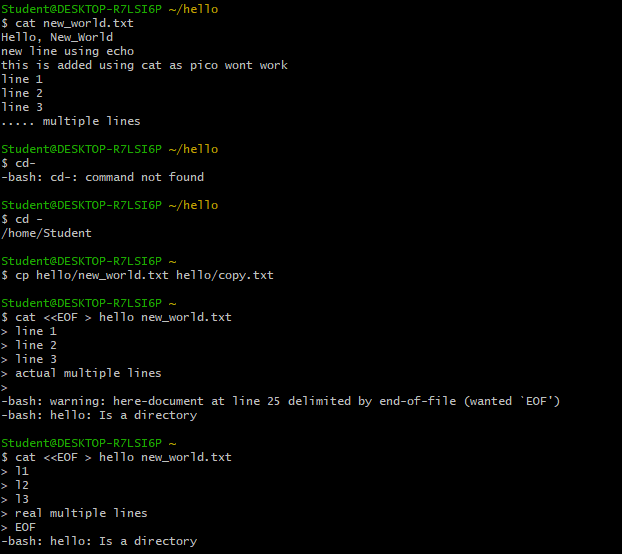 Student@DESKTOP-R7LSI6P ~/hello
$ cat new_world.txt
Hello, New_World
new line using echo
this is added using cat as pico wont work
line 1
line 2
line 3
..... multiple lines
Student@DESKTOP-R7LSI6P ~/hello
$ cd-
-bash: cd-: command not found
Student@DESKTOP-R7LSI6P ~/hello
$ cd -
/home/Student
Student@DESKTOP-R7LSI6P ~
$ cp hello/new_world.txt hello/copy.txt
Student@DESKTOP-R7LSI6P ~
$ cat <<EOF > hello new_world.txt
> line 1
> line 2
> line 3
> actual multiple lines
>
-bash: warning: here-document at line 25 delimited by end-of-file (wanted `EOF')
-bash: hello: Is a directory
Student@DESKTOP-R7LSI6P ~
$ cat <<EOF > hello new_world.txt
> l1
> l2
> l3
> real multiple lines
> EOF
-bash: hello: Is a directory